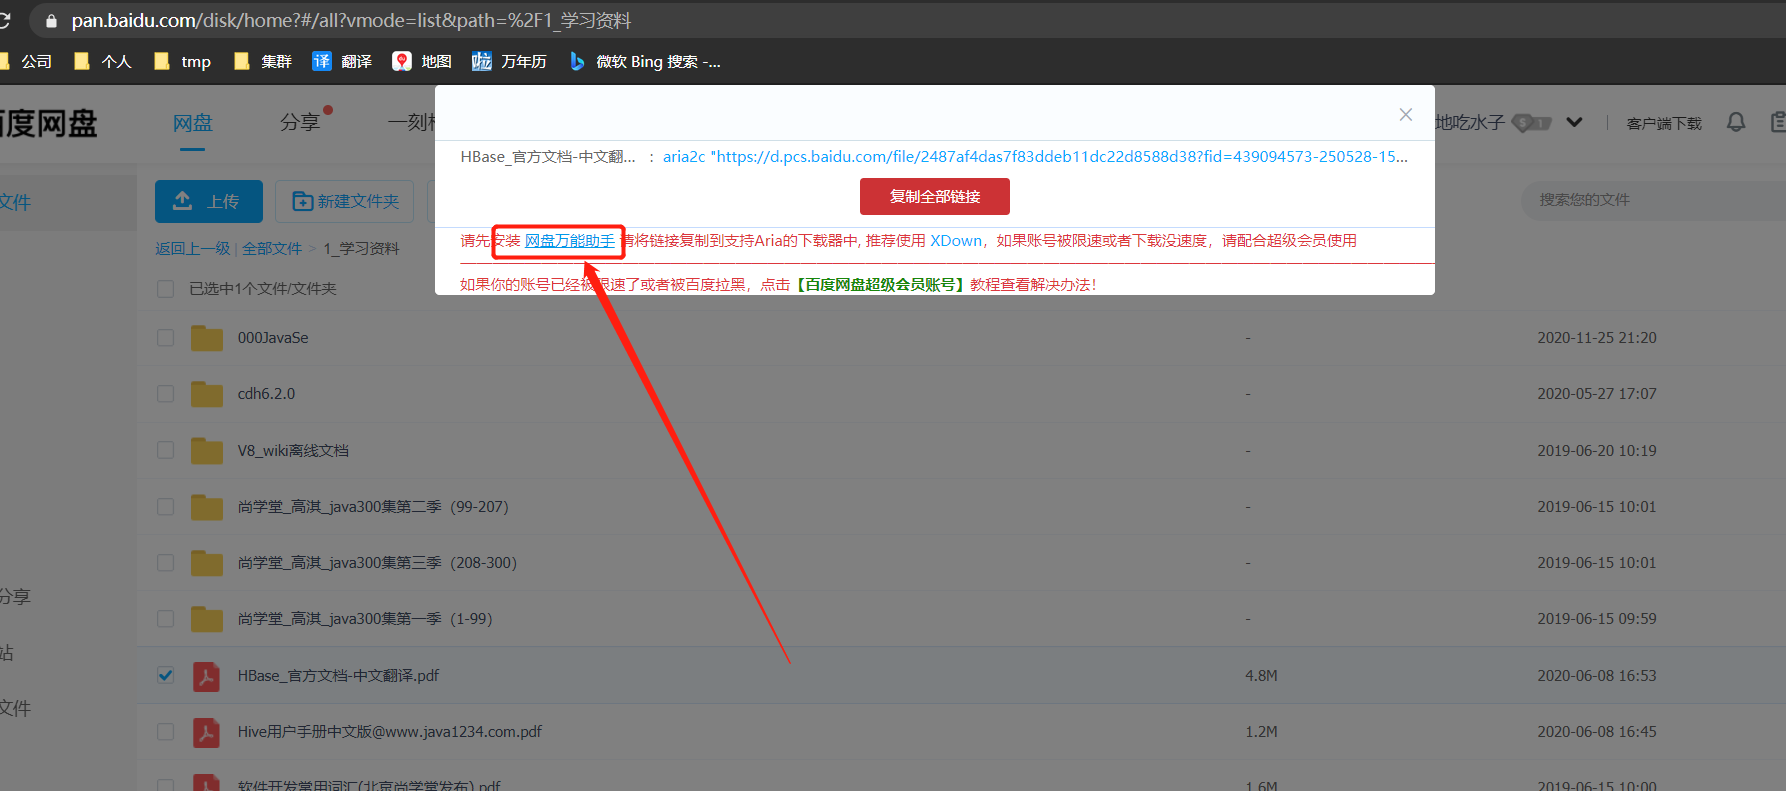 pan.baidu.com/disk/home?#/all?vmode=list&path=%2F1_学习资料
公司 个人 tmp 集群 译 翻译 地图 万年历 微软 Bing 搜索 -...
百度网盘 网盘 分享 一刻 地吃水子 S 1 客户端下载
HBase_官方文档-中文翻... : aria2c "https://d.pcs.baidu.com/file/2487af4das7f83ddeb11dc22d8588d38?fid=439094573-250528-15...
复制全部链接
文件 上传 新建文件夹 搜索您的文件
请先安装 网盘万能助手 请将链接复制到支持Aria的下载器中, 推荐使用 XDown，如果账号被限速或者下载没速度，请配合超级会员使用
返回上一级 | 全部文件 > 1_学习资料
如果你的账号已经被限速了或者被百度拉黑，点击【百度网盘超级会员账号】教程查看解决办法！
已选中1个文件/文件夹
000JavaSe - 2020-11-25 21:20
cdh6.2.0 - 2020-05-27 17:07
V8_wiki离线文档 - 2019-06-20 10:19
尚学堂_高淇_java300集第二季（99-207） - 2019-06-15 10:01
尚学堂_高淇_java300集第三季（208-300） - 2019-06-15 10:01
分享
尚学堂_高淇_java300集第一季（1-99） - 2019-06-15 09:59
站
HBase_官方文档-中文翻译.pdf 4.8M 2020-06-08 16:53
文件
Hive用户手册中文版@www.java1234.com.pdf 1.2M 2020-06-08 16:45
软件开发常用词汇(北京尚学堂发布).pdf 1.6M 2019-06-15 10:00